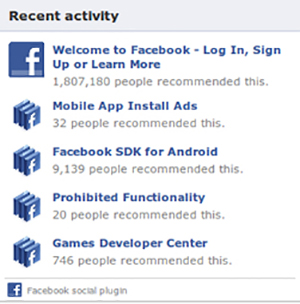 Recent activity
Welcome to Facebook - Log In, Sign
Up or Learn More
1,807,180 people recommended this.
Mobile App Install Ads
32 people recommended this.
Facebook SDK for Android
9,139 people recommended this.
Prohibited Functionality
20 people recommended this.
Games Developer Center
746 people recommended this.
Facebook social plugin